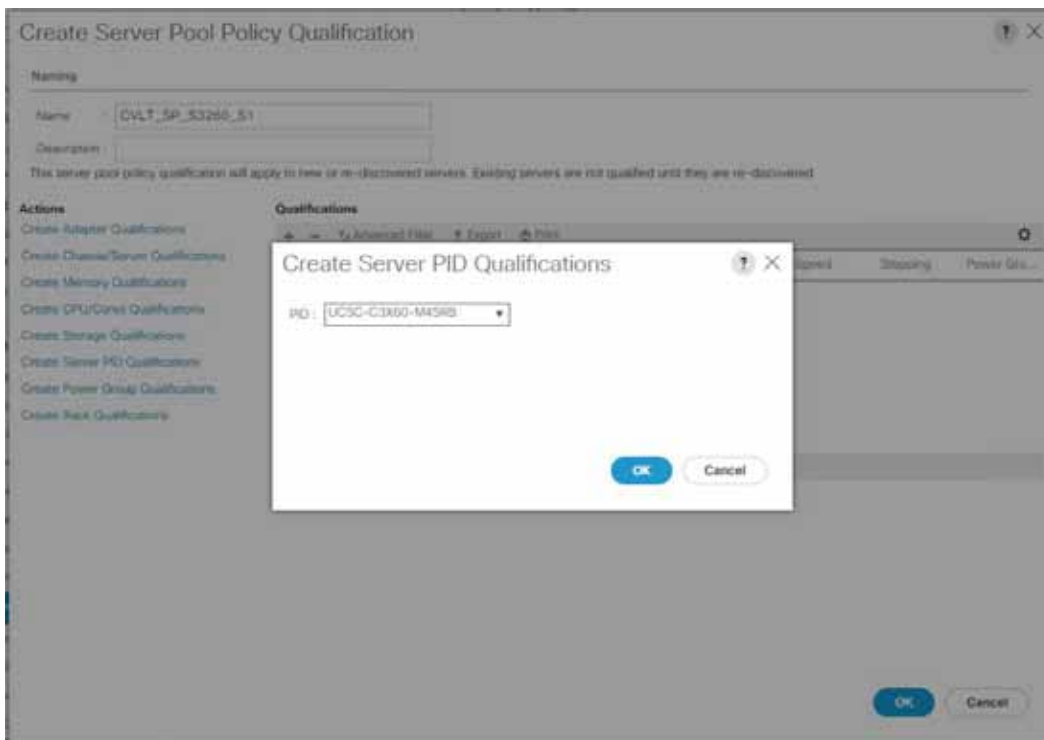 Create Server Pool Policy Qualification
?
Naming
Name : CVLT_SP_S3260_S1
Description :
This server pool policy qualification will apply to new or re-discovered servers. Existing servers are not qualified until they are re-discovered
Actions
Qualifications
Create Adapter Qualifications
+ − Advanced Filter Export Print
Create Chassis/Server Qualifications
Speed Stepping Power Gro...
Create Memory Qualifications
Create CPU/Cores Qualifications
Create Storage Qualifications
Create Server PID Qualifications
Create Power Group Qualifications
Create Rack Qualifications
Create Server PID Qualifications
?
PID : UCSC-C3X60-M4SRB
OK Cancel
OK Cancel